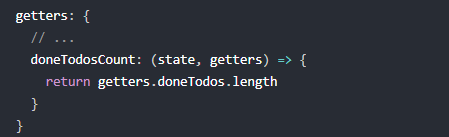 getters: {
  // ...
  doneTodosCount: (state, getters) => {
    return getters.doneTodos.length
  }
}